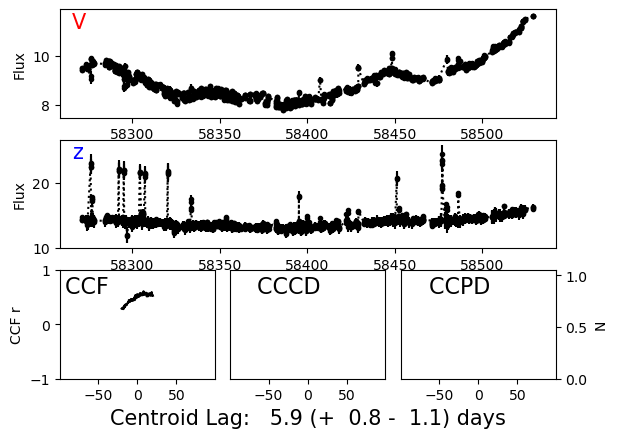 V
Flux
10
8
58300 58350 58400 58450 58500
z
Flux
20
10
58300 58350 58400 58450 58500
CCF CCCD CCPD
CCF r
1
0
−1
1.0
0.5
0.0
N
−50 0 50 −50 0 50 −50 0 50
Centroid Lag: 5.9 (+ 0.8 - 1.1) days